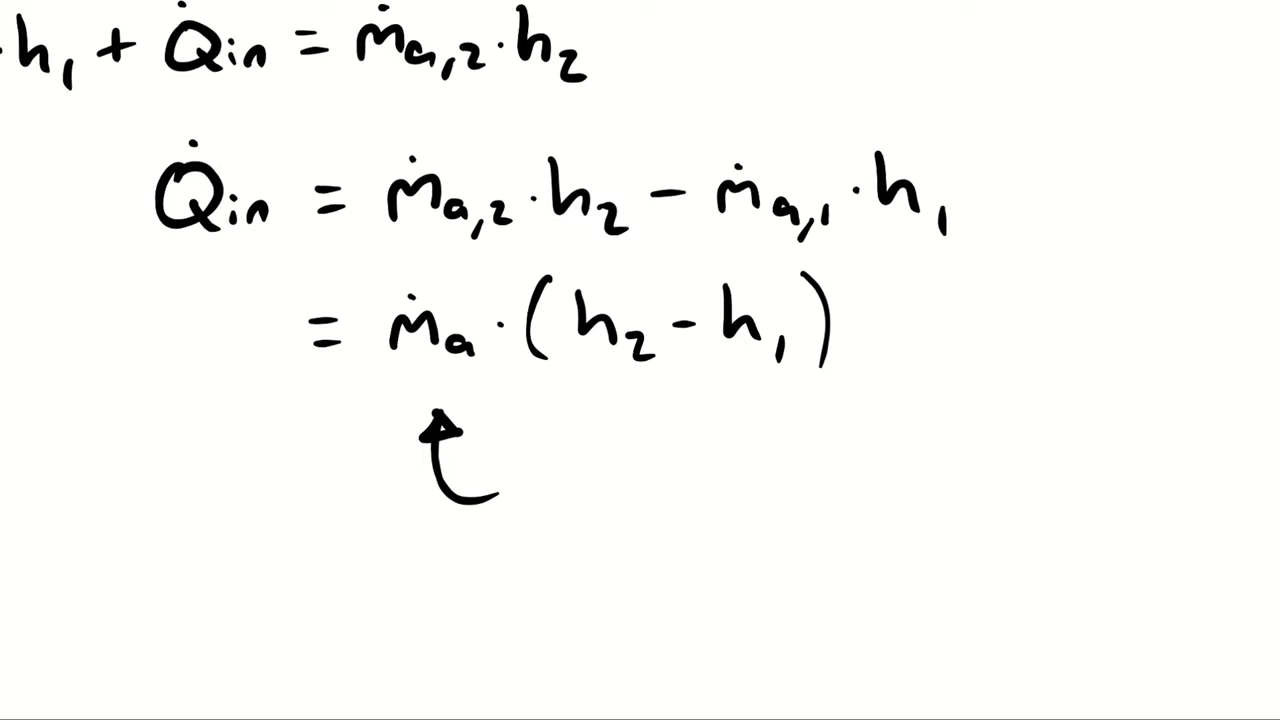 · h₁ + Q̇in = ṁa,2 · h₂
Q̇in = ṁa,2 · h₂ − ṁa,1 · h₁
= ṁa · (h₂ − h₁)